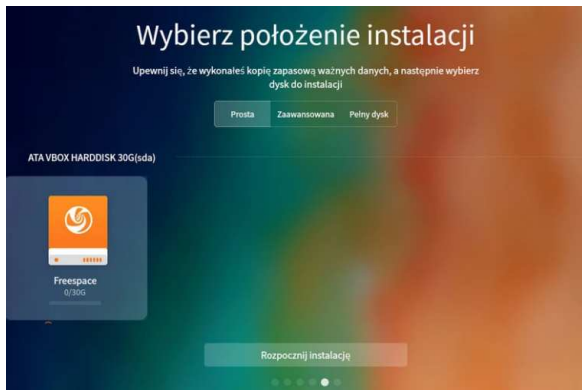 Wybierz położenie instalacji
Upewnij się, że wykonałeś kopię zapasową ważnych danych, a następnie wybierz
dysk do instalacji
Prosta Zaawansowana Pełny dysk
ATA VBOX HARDDISK 30G(sda)
Freespace
0/30G
Rozpocznij instalację